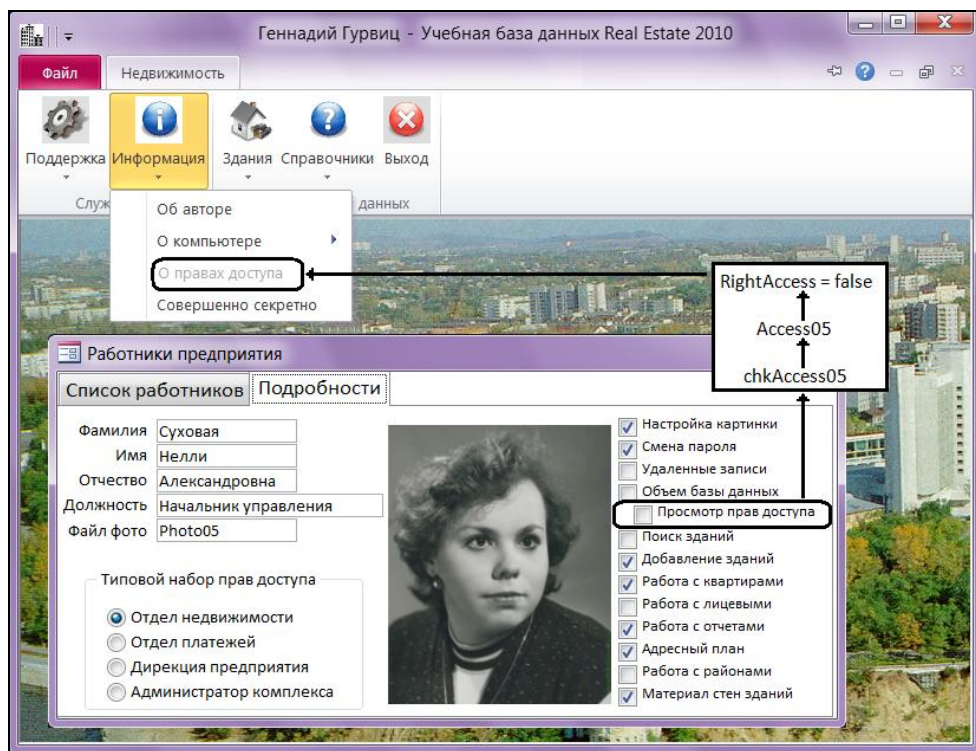 Геннадий Гурвиц - Учебная база данных Real Estate 2010
Файл
Недвижимость
Поддержка
Информация
Здания
Справочники
Выход
Служ
данных
Об авторе
О компьютере
О правах доступа
Совершенно секретно
RightAccess = false
Access05
chkAccess05
Работники предприятия
Список работников
Подробности
Фамилия Суховая
Имя Нелли
Отчество Александровна
Должность Начальник управления
Файл фото Photo05
Типовой набор прав доступа
Отдел недвижимости
Отдел платежей
Дирекция предприятия
Администратор комплекса
Настройка картинки
Смена пароля
Удаленные записи
Объем базы данных
Просмотр прав доступа
Поиск зданий
Добавление зданий
Работа с квартирами
Работа с лицевыми
Работа с отчетами
Адресный план
Работа с районами
Материал стен зданий